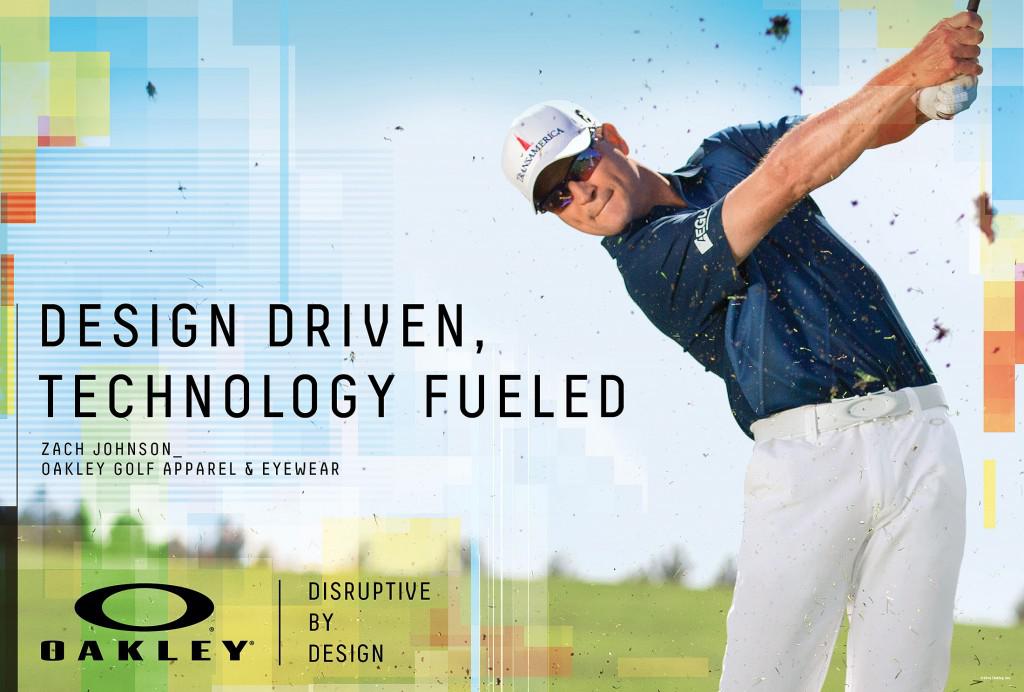 TRANSAMERICA
DESIGN DRIVEN,
TECHNOLOGY FUELED
ZACH JOHNSON_
OAKLEY GOLF APPAREL & EYEWEAR
OAKLEY®
DISRUPTIVE
BY
DESIGN